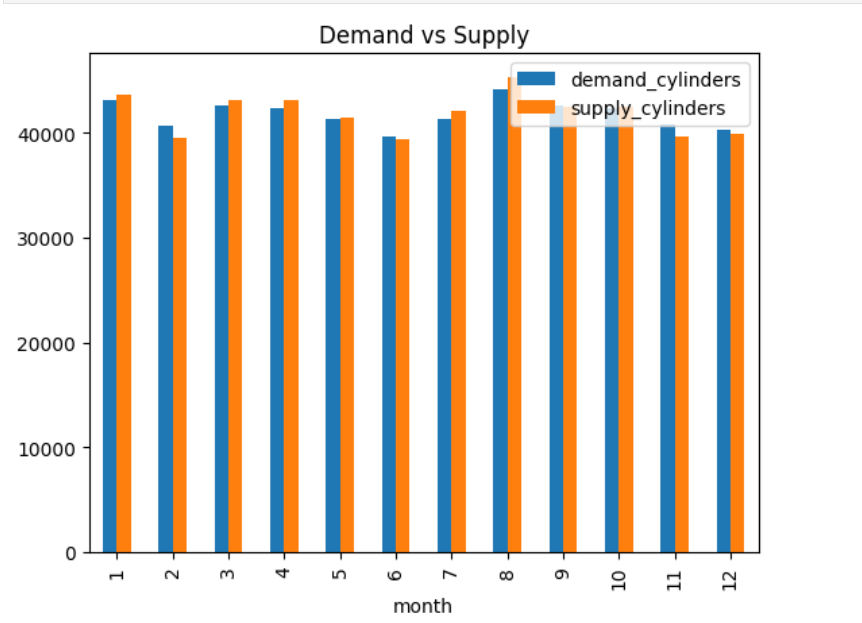 Demand vs Supply
demand_cylinders
supply_cylinders
40000
30000
20000
10000
0
1 2 3 4 5 6 7 8 9 10 11 12
month